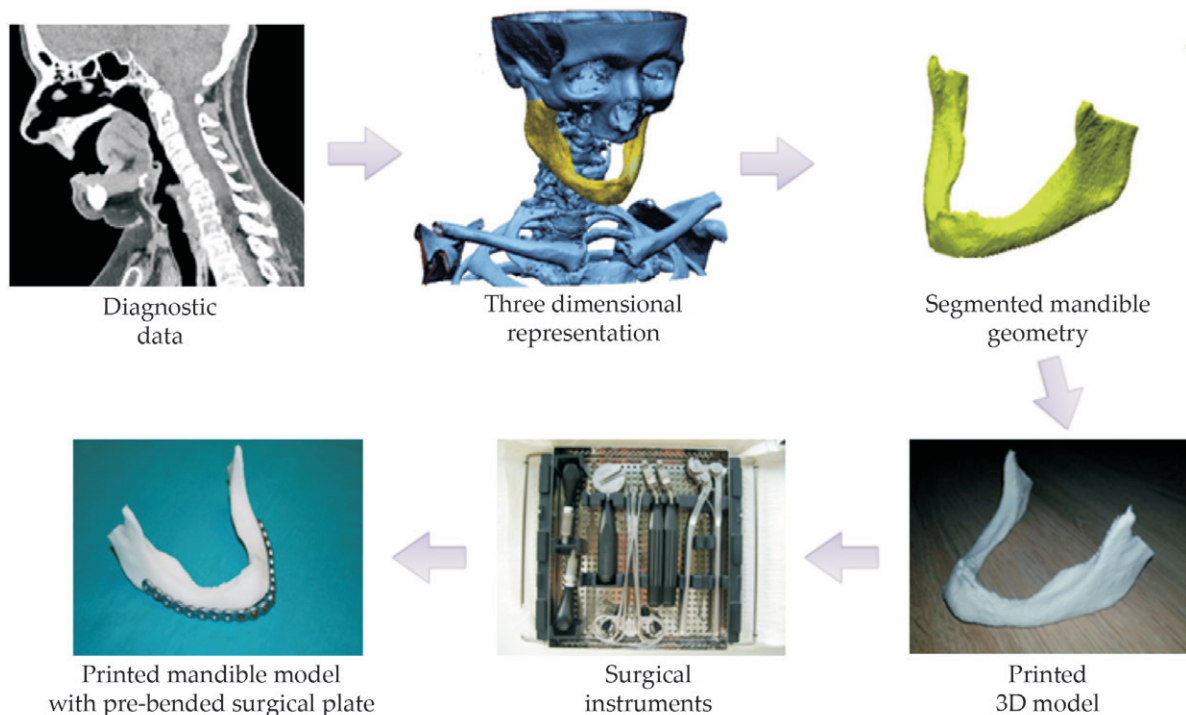 Diagnostic
data
Three dimensional
representation
Segmented mandible
geometry
Printed mandible model
with pre-bended surgical plate
Surgical
instruments
Printed
3D model